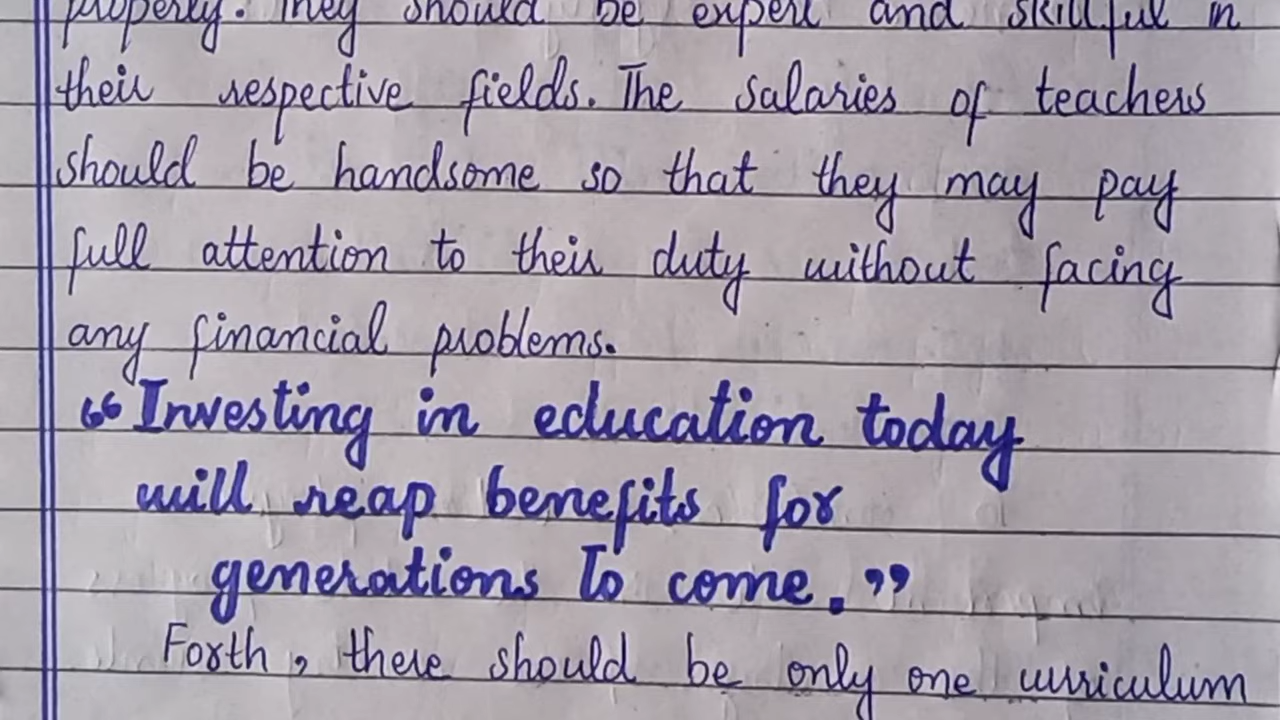 properly. They should be expert and skillful in
their respective fields. The salaries of teachers
should be handsome so that they may pay
full attention to their duty without facing
any financial problems.
“Investing in education today
will reap benefits for
generations to come.”
Forth, there should be only one curriculum